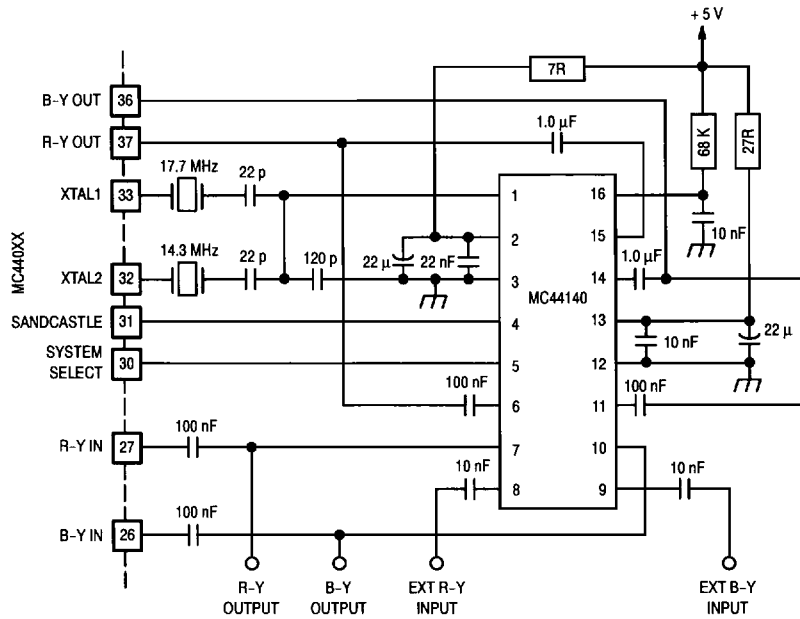 + 5 V
7R
B-Y OUT
36
R-Y OUT
37
1.0 µF
68 K
27R
17.7 MHz
22 p
XTAL1
33
1
16
10 nF
2
15
MC440XX
14.3 MHz
22 p
120 p
22 µ
22 nF
XTAL2
32
3
14
1.0 µF
MC44140
SANDCASTLE
31
4
13
10 nF
22 µ
SYSTEM
SELECT
30
5
12
100 nF
6
11
100 nF
R-Y IN
27
100 nF
7
10
10 nF
8
9
10 nF
B-Y IN
26
100 nF
R-Y
OUTPUT
B-Y
OUTPUT
EXT R-Y
INPUT
EXT B-Y
INPUT